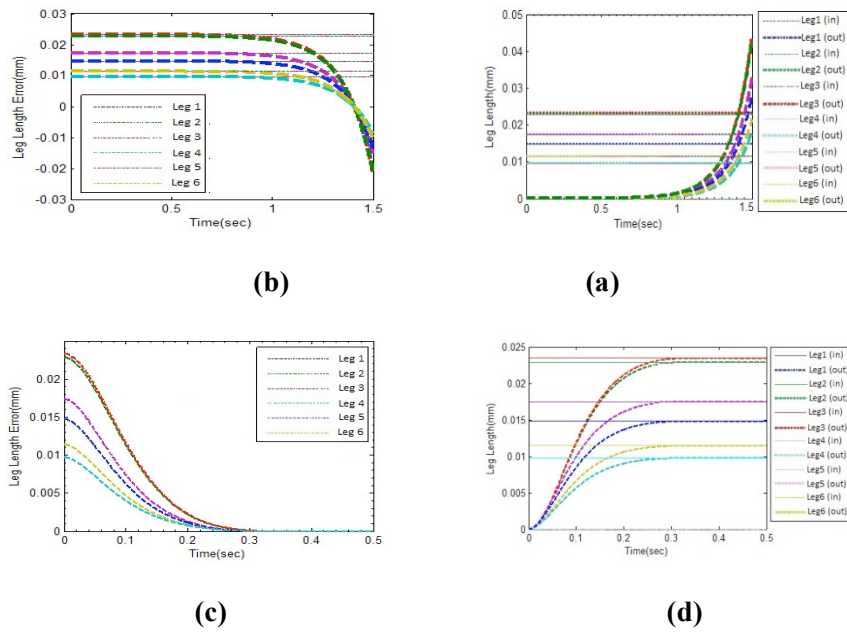 0.03
0.02
0.01
0
-0.01
-0.02
-0.03
Leg Length Error(mm)
Leg 1
Leg 2
Leg 3
Leg 4
Leg 5
Leg 6
0
0.5
1
1.5
Time(sec)
(b)
0.05
0.04
0.03
0.02
0.01
0
Leg Length(mm)
0
0.5
1
1.5
Time(sec)
Leg1 (in)
Leg1 (out)
Leg2 (in)
Leg2 (out)
Leg3 (in)
Leg3 (out)
Leg4 (in)
Leg4 (out)
Leg5 (in)
Leg5 (out)
Leg6 (in)
Leg6 (out)
(a)
0.02
0.015
0.01
0.005
0
Leg Length Error(mm)
Leg 1
Leg 2
Leg 3
Leg 4
Leg 5
Leg 6
0
0.1
0.2
0.3
0.4
0.5
Time(sec)
(c)
0.025
0.02
0.015
0.01
0.005
0
Leg Length(mm)
0
0.1
0.2
0.3
0.4
0.5
Time(sec)
Leg1 (in)
Leg1 (out)
Leg2 (in)
Leg2 (out)
Leg3 (in)
Leg3 (out)
Leg4 (in)
Leg4 (out)
Leg5 (in)
Leg5 (out)
Leg6 (in)
Leg6 (out)
(d)